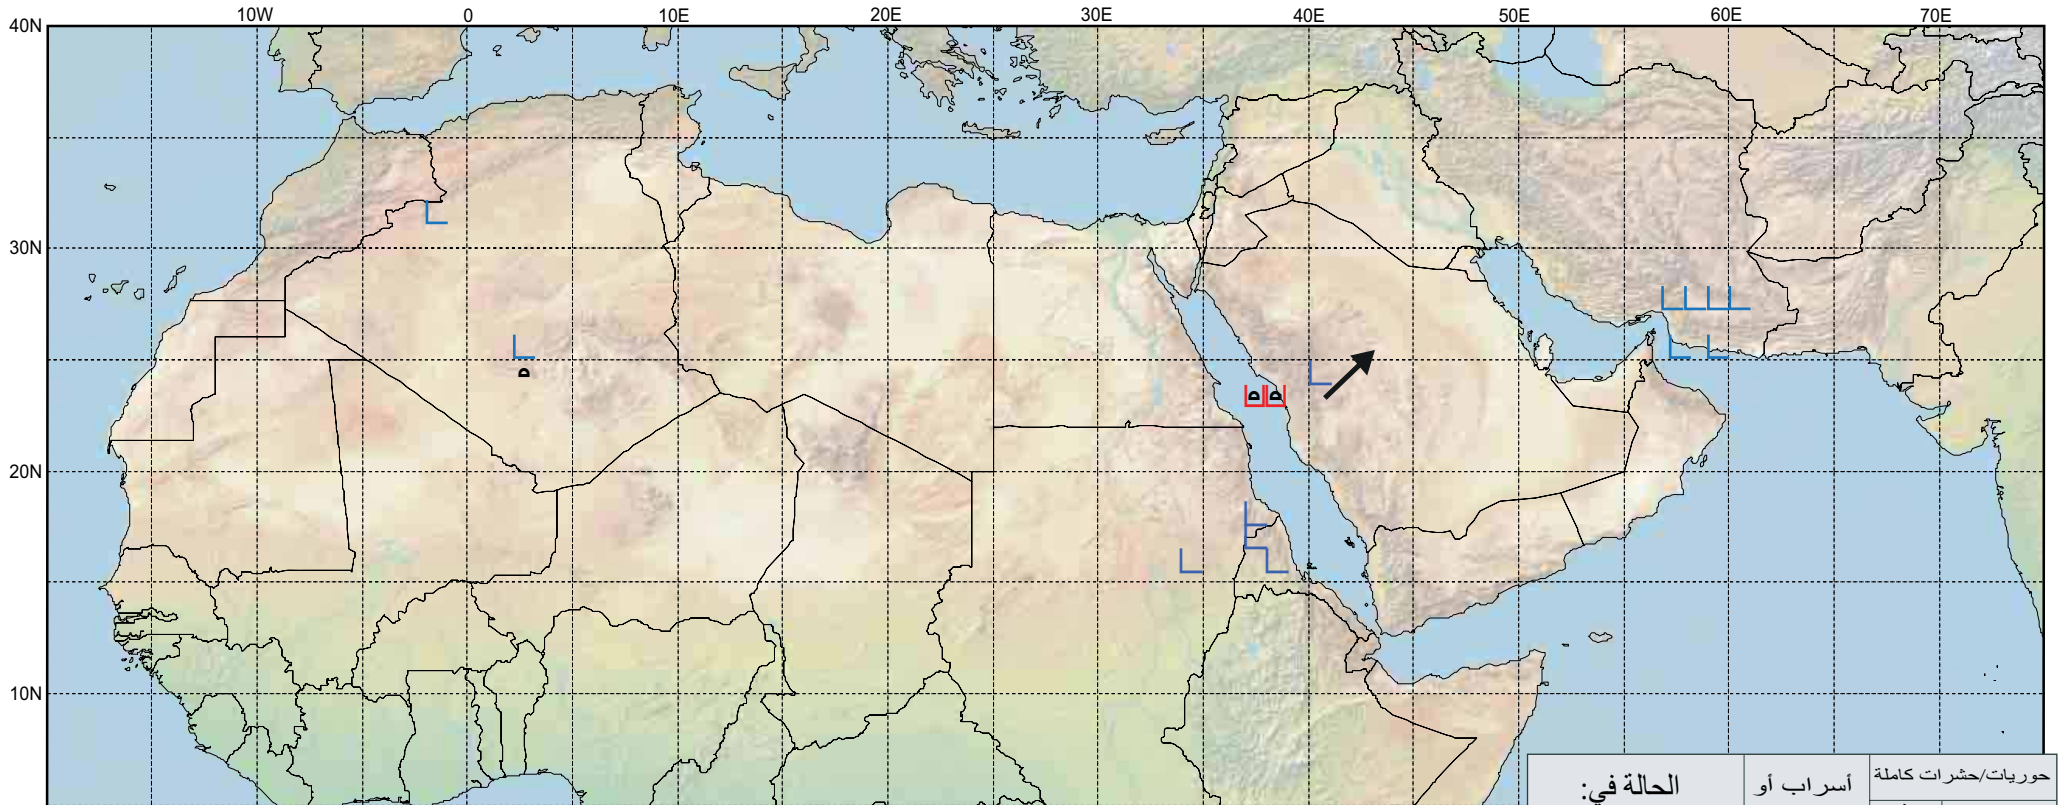 10W 0 10E 20E 30E 40E 50E 60E 70E
40N
30N
D
D D
20N
10N
حوريات/حشرات كاملة
أسراب أو
الحالة في: